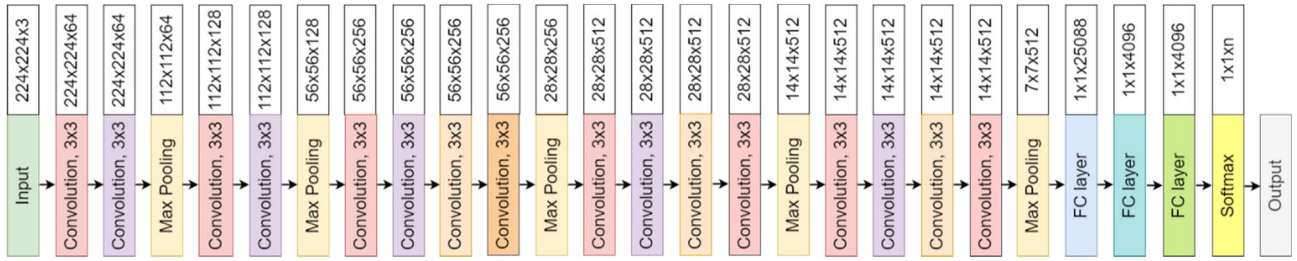 224x224x3
Input
224x224x64
Convolution, 3x3
224x224x64
Convolution, 3x3
112x112x64
Max Pooling
112x112x128
Convolution, 3x3
112x112x128
Convolution, 3x3
56x56x128
Max Pooling
56x56x256
Convolution, 3x3
56x56x256
Convolution, 3x3
56x56x256
Convolution, 3x3
56x56x256
Convolution, 3x3
28x28x256
Max Pooling
28x28x512
Convolution, 3x3
28x28x512
Convolution, 3x3
28x28x512
Convolution, 3x3
28x28x512
Convolution, 3x3
14x14x512
Max Pooling
14x14x512
Convolution, 3x3
14x14x512
Convolution, 3x3
14x14x512
Convolution, 3x3
14x14x512
Convolution, 3x3
7x7x512
Max Pooling
1x1x25088
FC layer
1x1x4096
FC layer
1x1x4096
FC layer
1x1xn
Softmax
Output